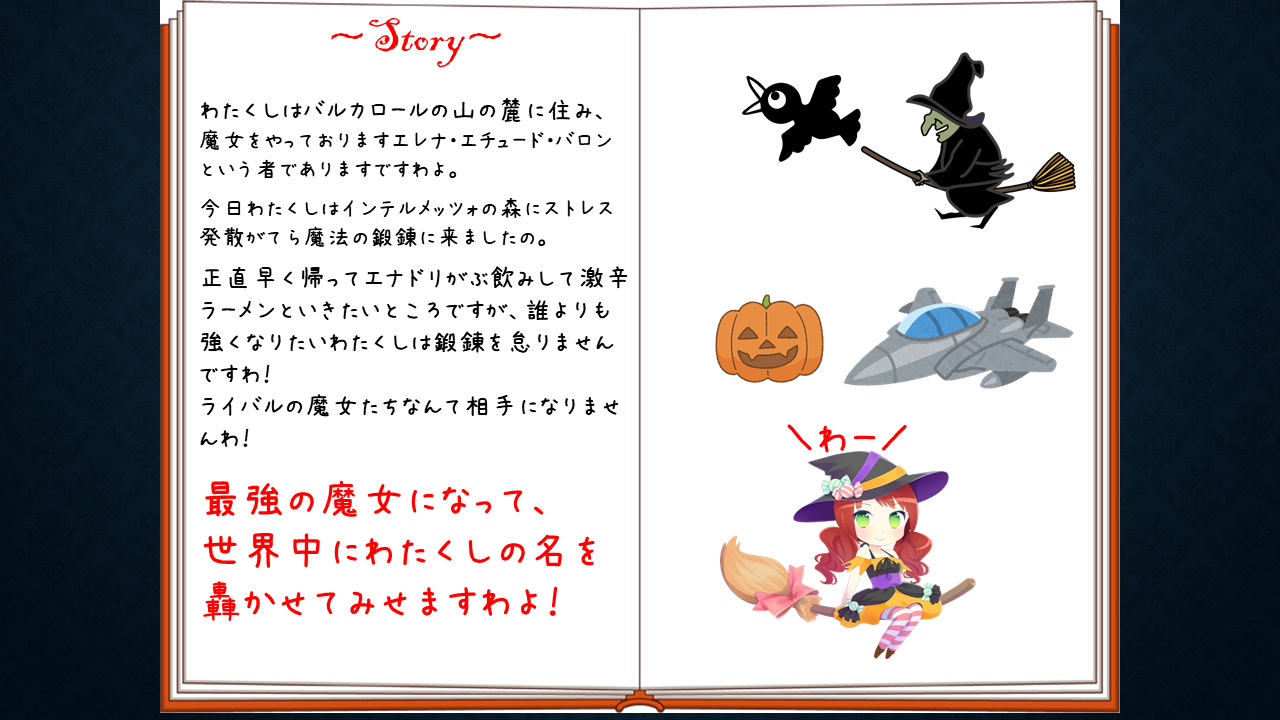 ～Story～
わたくしはバルカロールの山の麓に住み、
魔女をやっておりますエレナ・エチュード・バロン
という者でありますですわよ。
今日わたくしはインテルメッツォの森にストレス
発散がてら魔法の鍛錬に来ましたの。
正直早く帰ってエナドリがぶ飲みして激辛
ラーメンといきたいところですが、誰よりも
強くなりたいわたくしは鍛錬を怠りません
ですわ！
ライバルの魔女たちなんて相手になりませ
んわ！
最強の魔女になって、
世界中にわたくしの名を
轟かせてみせますわよ！
＼わー／